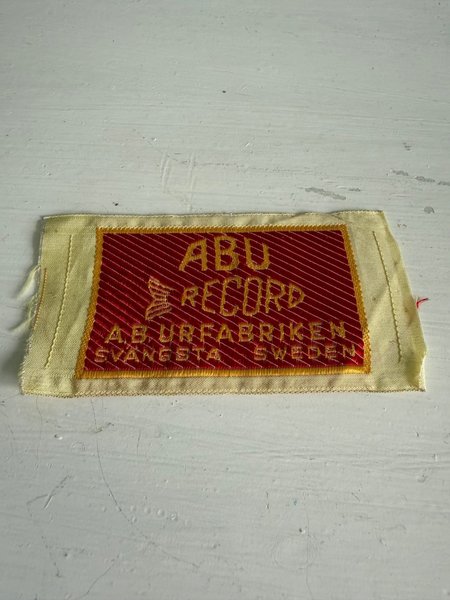 ABU
RECORD
A.B. URFABRIKEN
SVÄNGSTA SWEDEN